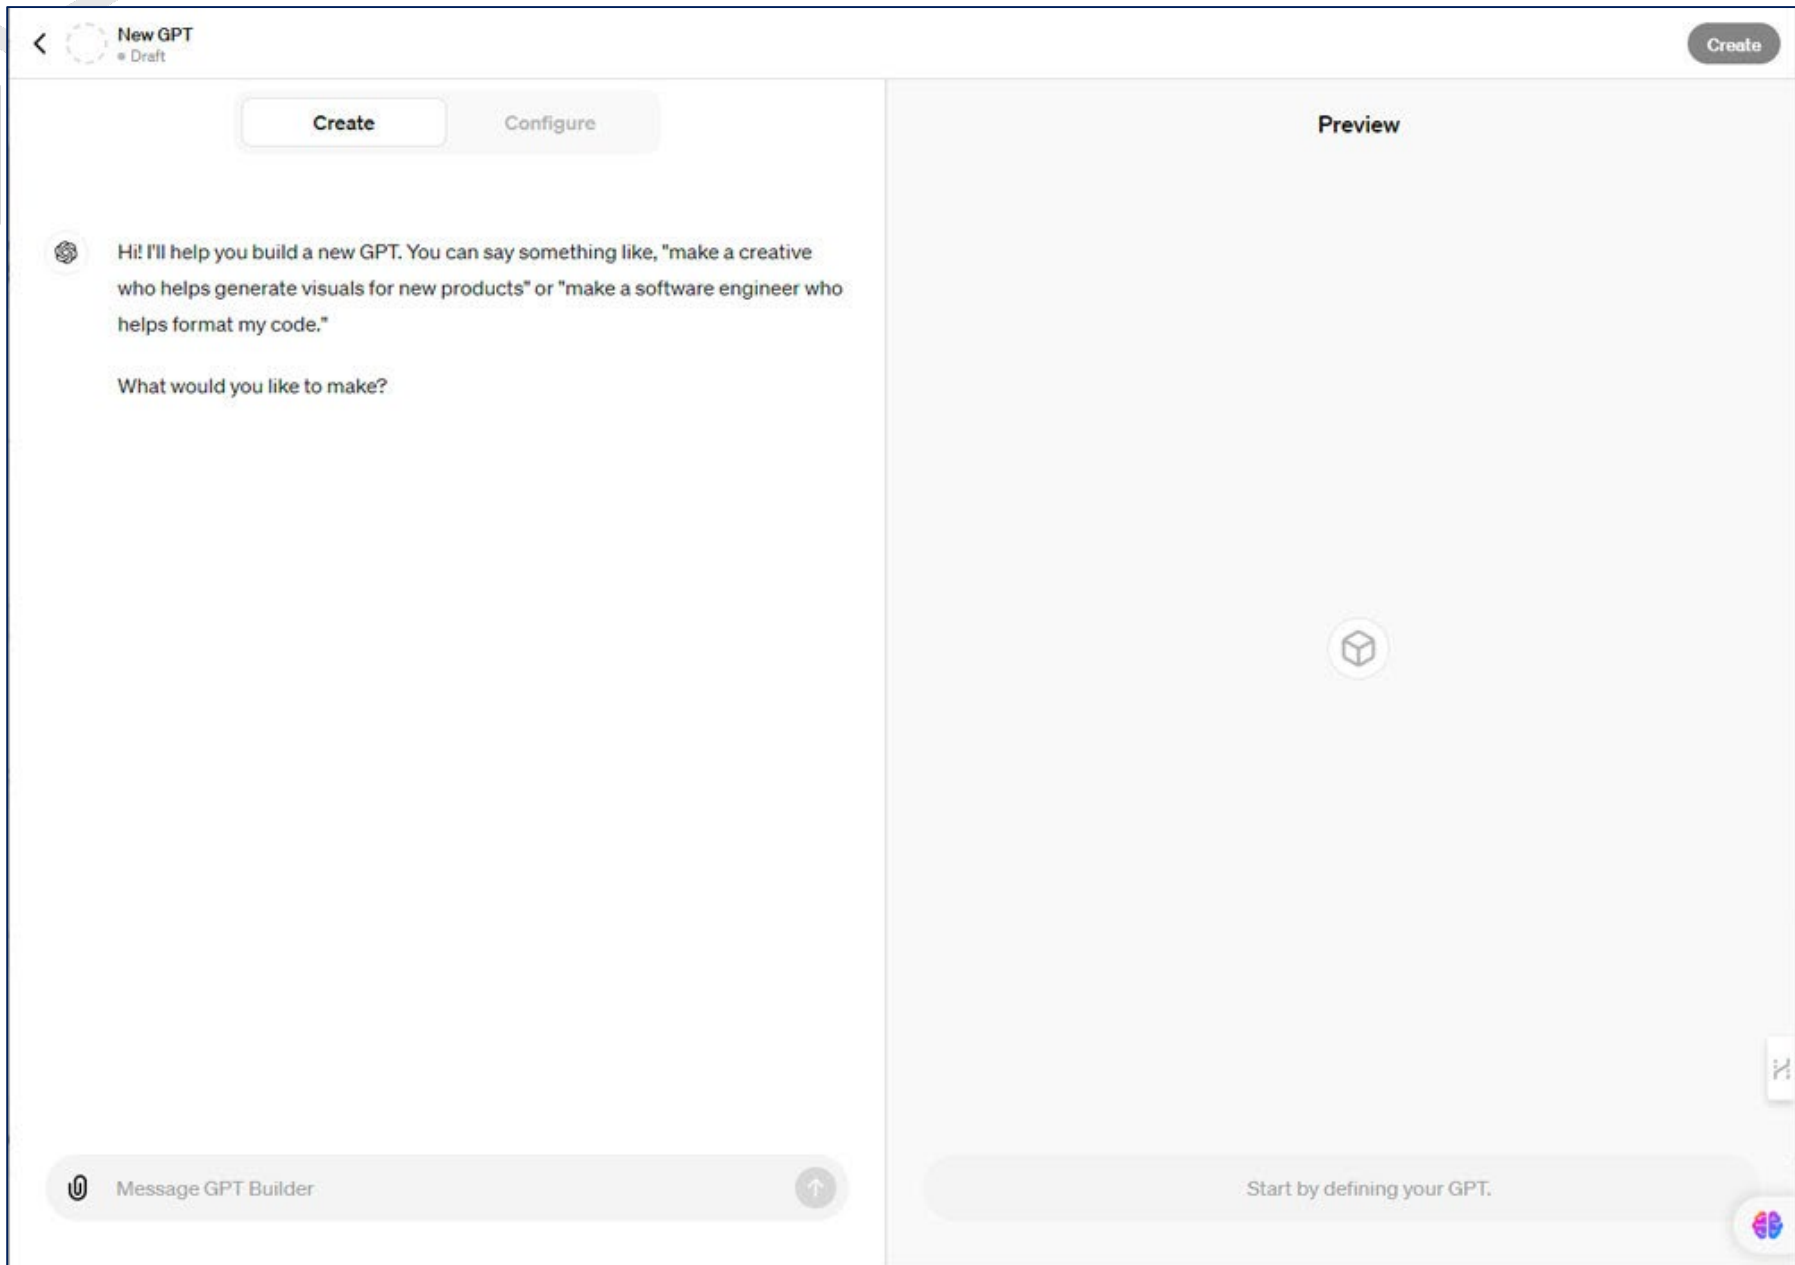 New GPT
Draft
Create
Create
Configure
Preview
Hi! I'll help you build a new GPT. You can say something like, "make a creative
who helps generate visuals for new products" or "make a software engineer who
helps format my code."
What would you like to make?
Message GPT Builder
Start by defining your GPT.